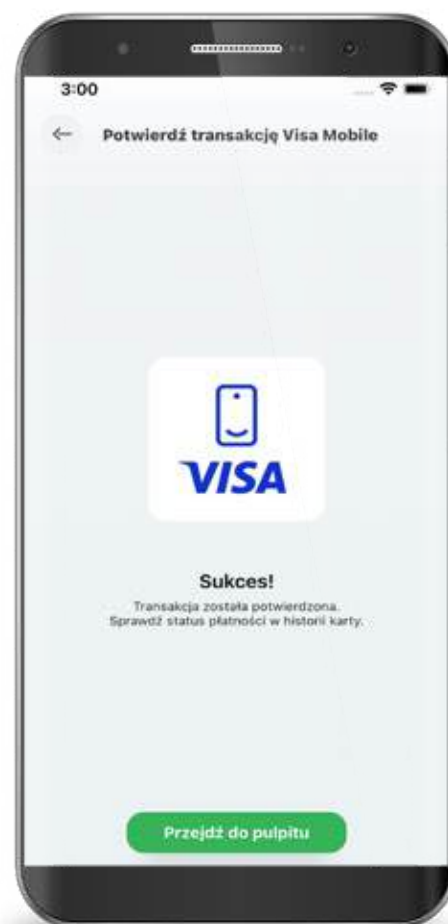 3:00
Potwierdź transakcję Visa Mobile
VISA
Sukces!
Transakcja została potwierdzona.
Sprawdź status płatności w historii karty.
Przejdź do pulpitu